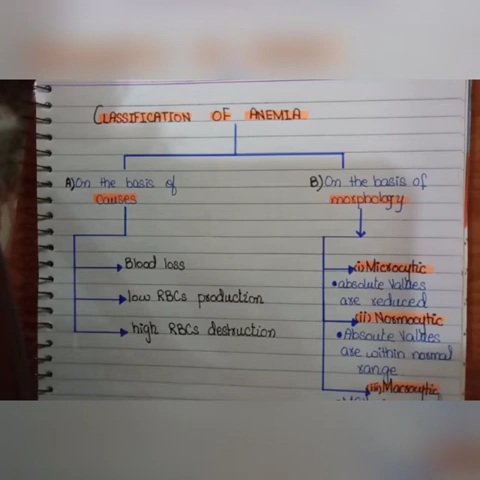 CLASSIFICATION OF ANEMIA
A) On the basis of
causes
Blood loss
low RBCs production
high RBCs destruction
B) On the basis of
morphology
(i) Microcytic
• absolute values
are reduced
(ii) Normocytic
• Absolute values
are within normal
range
(iii) Macrocytic